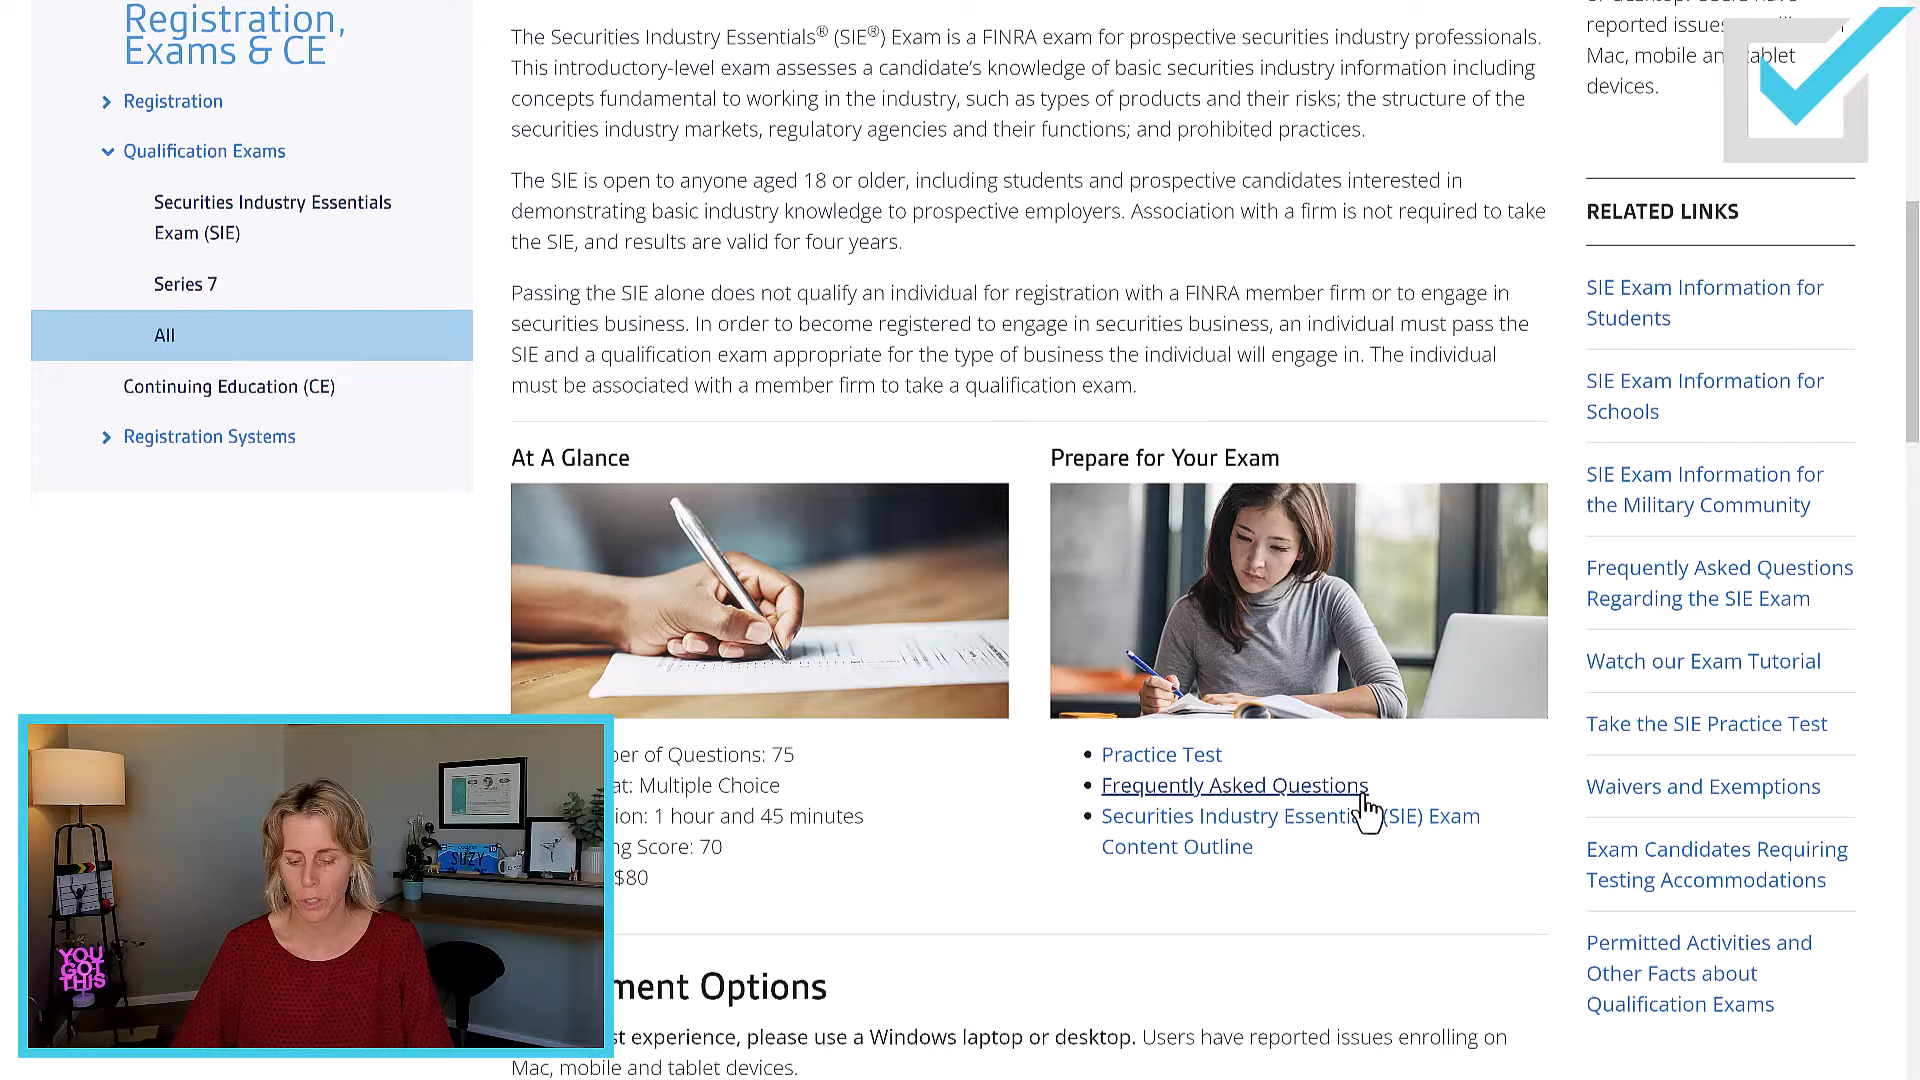 Registration,
Exams & CE
Registration
Qualification Exams
Securities Industry Essentials
Exam (SIE)
Series 7
All
Continuing Education (CE)
Registration Systems
The Securities Industry Essentials® (SIE®) Exam is a FINRA exam for prospective securities industry professionals.
This introductory-level exam assesses a candidate's knowledge of basic securities industry information including
concepts fundamental to working in the industry, such as types of products and their risks; the structure of the
securities industry markets, regulatory agencies and their functions; and prohibited practices.
The SIE is open to anyone aged 18 or older, including students and prospective candidates interested in
demonstrating basic industry knowledge to prospective employers. Association with a firm is not required to take
the SIE, and results are valid for four years.
Passing the SIE alone does not qualify an individual for registration with a FINRA member firm or to engage in
securities business. In order to become registered to engage in securities business, an individual must pass the
SIE and a qualification exam appropriate for the type of business the individual will engage in. The individual
must be associated with a member firm to take a qualification exam.
At A Glance
of Questions: 75
Multiple Choice
1 hour and 45 minutes
Score: 70
$80
Prepare for Your Exam
Practice Test
Frequently Asked Questions
Securities Industry (SIE) Exam
Content Outline
Options
experience, please use a Windows laptop or desktop. Users have reported issues enrolling on
Mac, mobile and tablet devices.
reported issues
Mac, mobile
devices.
RELATED LINKS
SIE Exam Information for
Students
SIE Exam Information for
Schools
SIE Exam Information for
the Military Community
Frequently Asked Questions
Regarding the SIE Exam
Watch our Exam Tutorial
Take the SIE Practice Test
Waivers and Exemptions
Exam Candidates Requiring
Testing Accommodations
Permitted Activities and
Other Facts about
Qualification Exams
SUZY
YOU
GOT
THIS